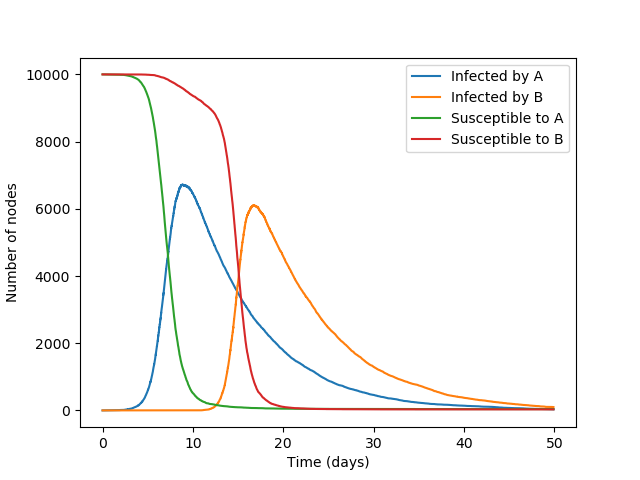 Infected by A
Infected by B
Susceptible to A
Susceptible to B
Number of nodes
10000
8000
6000
4000
2000
0
0 10 20 30 40 50
Time (days)